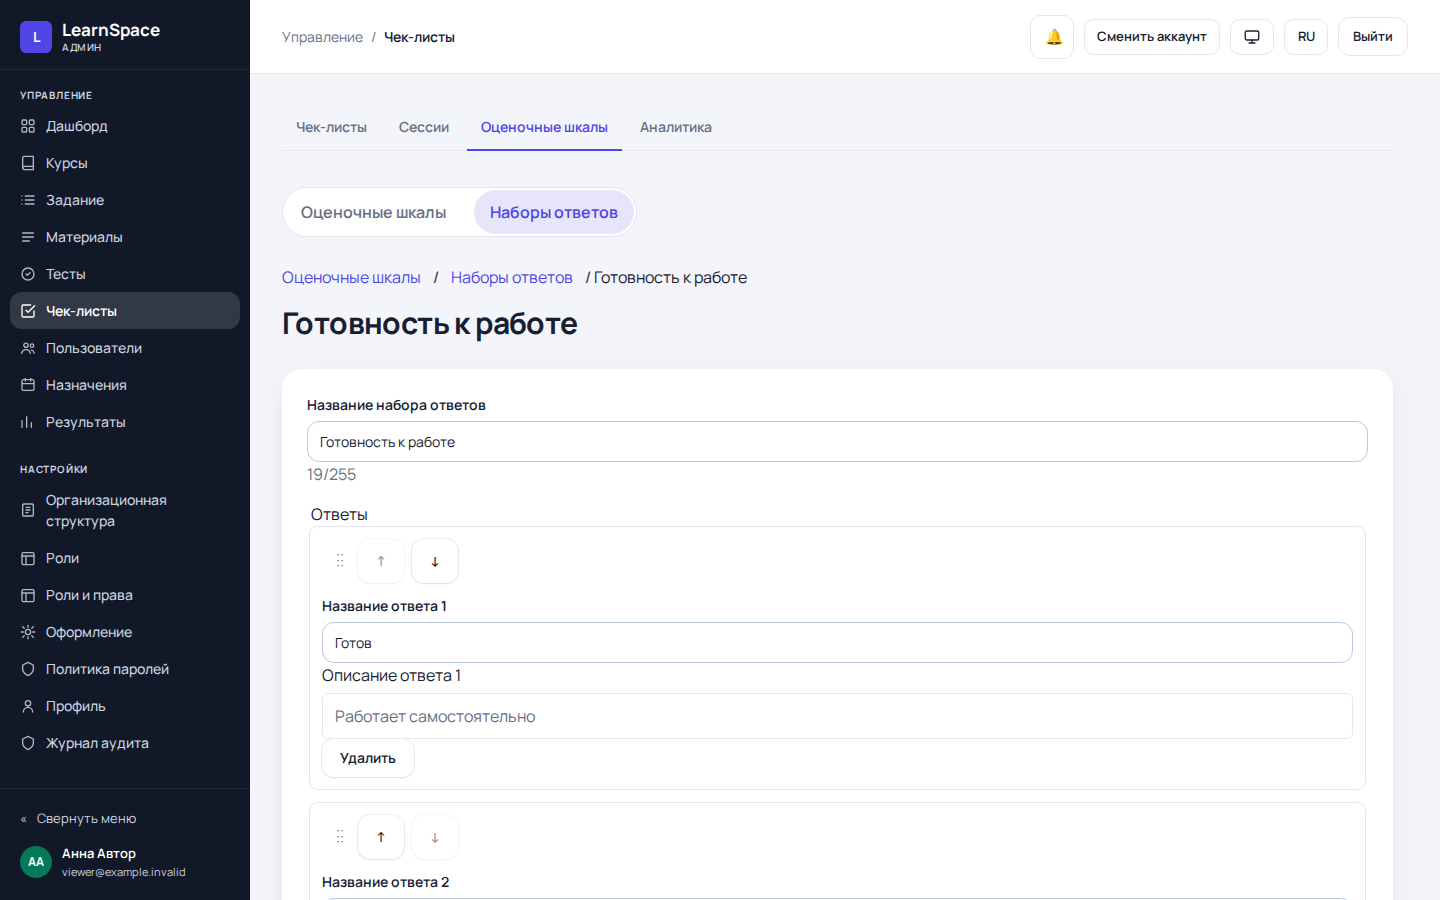 L
LearnSpace
АДМИН
УПРАВЛЕНИЕ
Дашборд
Курсы
Задание
Материалы
Тесты
Чек-листы
Пользователи
Назначения
Результаты
НАСТРОЙКИ
Организационная
структура
Роли
Роли и права
Оформление
Политика паролей
Профиль
Журнал аудита
« Свернуть меню
АА
Анна Автор
viewer@example.invalid
Управление / Чек-листы
Сменить аккаунт
RU
Выйти
Чек-листы Сессии Оценочные шкалы Аналитика
Оценочные шкалы Наборы ответов
Оценочные шкалы / Наборы ответов / Готовность к работе
Готовность к работе
Название набора ответов
Готовность к работе
19/255
Ответы
↑ ↓
Название ответа 1
Готов
Описание ответа 1
Работает самостоятельно
Удалить
↑ ↓
Название ответа 2